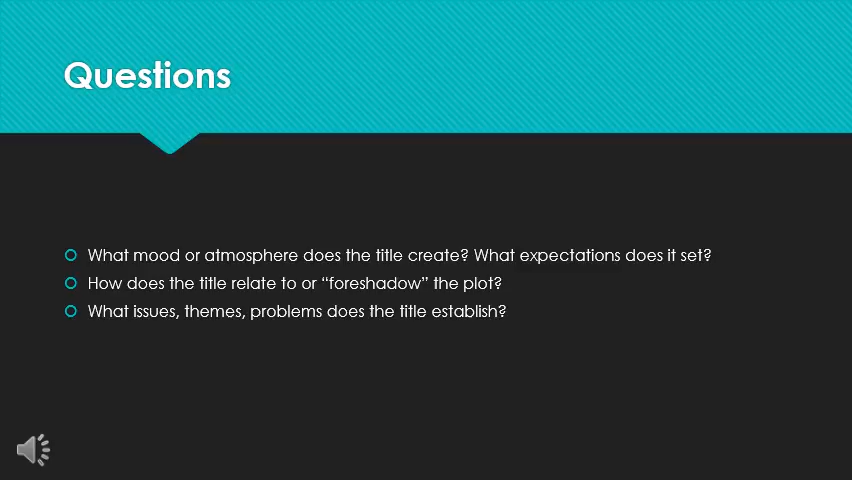 Questions
What mood or atmosphere does the title create? What expectations does it set?
How does the title relate to or “foreshadow” the plot?
What issues, themes, problems does the title establish?